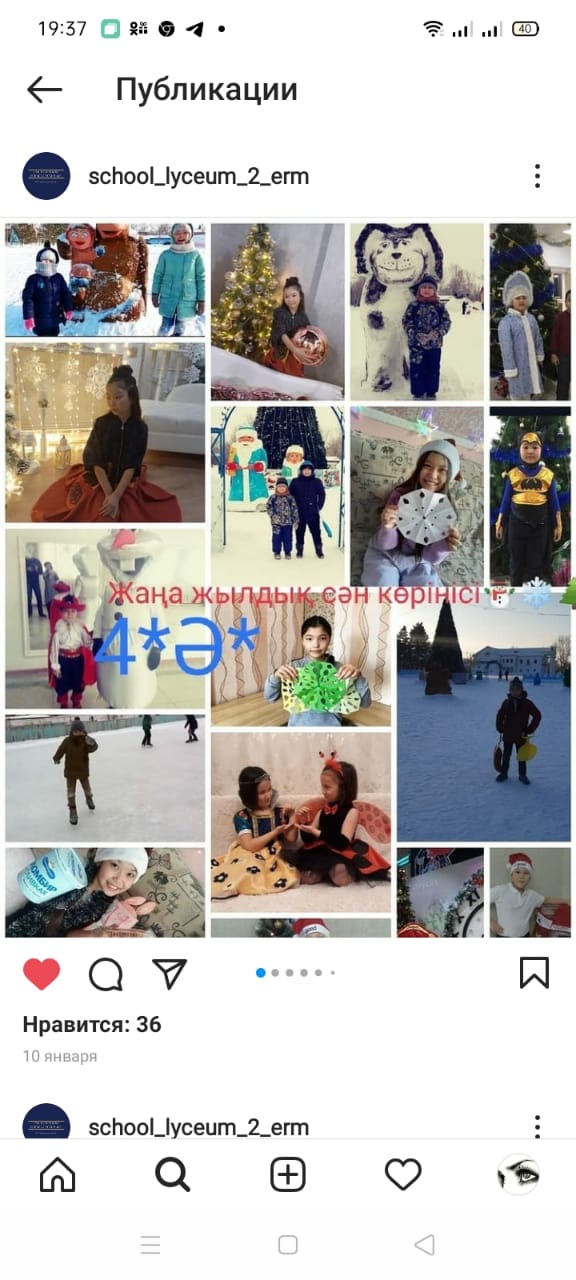 19:37
40
Публикации
school_lyceum_2_erm
Жаңа жылдық сән көрінісі
4*Ә*
Нравится: 36
10 января
school_lyceum_2_erm